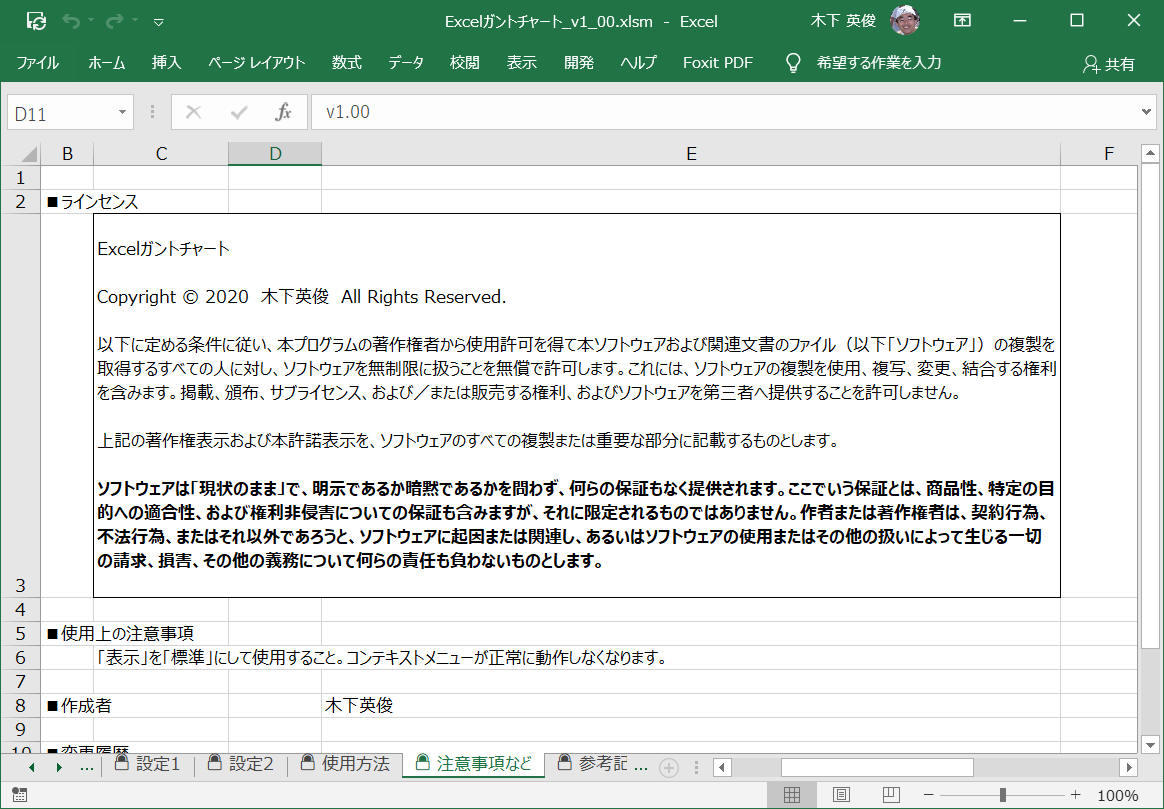 Excelガントチャート_v1_00.xlsm - Excel 木下 英俊
ファイル ホーム 挿入 ページ レイアウト 数式 データ 校閲 表示 開発 ヘルプ Foxit PDF 希望する作業を入力 共有
D11 fx v1.00
B C D E F
1
2 ■ラインセンス
Excelガントチャート
Copyright © 2020 木下英俊 All Rights Reserved.
以下に定める条件に従い、本プログラムの著作権者から使用許可を得て本ソフトウェアおよび関連文書のファイル（以下「ソフトウェア」）の複製を
取得するすべての人に対し、ソフトウェアを無制限に扱うことを無償で許可します。これには、ソフトウェアの複製を使用、複写、変更、結合する権利
を含みます。掲載、頒布、サブライセンス、および／または販売する権利、およびソフトウェアを第三者へ提供することを許可しません。
上記の著作権表示および本許諾表示を、ソフトウェアのすべての複製または重要な部分に記載するものとします。
ソフトウェアは「現状のまま」で、明示であるか暗黙であるかを問わず、何らの保証もなく提供されます。ここでいう保証とは、商品性、特定の目
的への適合性、および権利非侵害についての保証も含みますが、それに限定されるものではありません。作者または著作権者は、契約行為、
不法行為、またはそれ以外であろうと、ソフトウェアに起因または関連し、あるいはソフトウェアの使用またはその他の扱いによって生じる一切
の請求、損害、その他の義務について何らの責任も負わないものとします。
3
4
5 ■使用上の注意事項
6 「表示」を「標準」にして使用すること。コンテキストメニューが正常に動作しなくなります。
7
8 ■作成者 木下英俊
9
10 ■変更履歴
... 設定1 設定2 使用方法 注意事項など 参考記 ...
100%